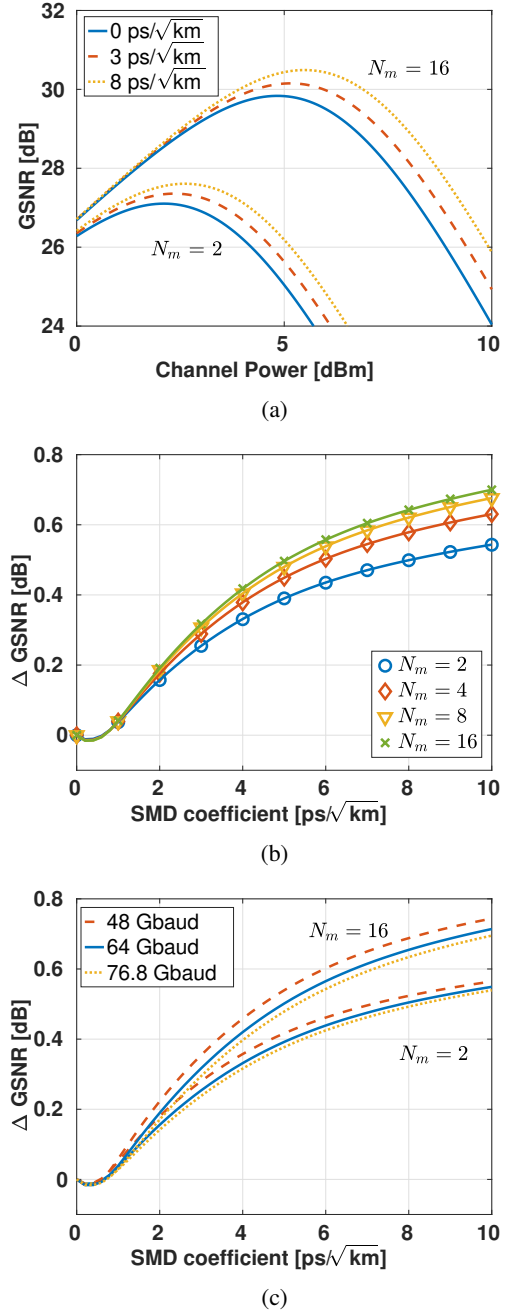 32
30
28
26
24
GSNR [dB]
0 ps/√km
3 ps/√km
8 ps/√km
N_m = 16
N_m = 2
0
5
10
Channel Power [dBm]
(a)
0.8
0.6
0.4
0.2
0
Δ GSNR [dB]
N_m = 2
N_m = 4
N_m = 8
N_m = 16
0
2
4
6
8
10
SMD coefficient [ps/√km]
(b)
0.8
0.6
0.4
0.2
0
Δ GSNR [dB]
48 Gbaud
64 Gbaud
76.8 Gbaud
N_m = 16
N_m = 2
0
2
4
6
8
10
SMD coefficient [ps/√km]
(c)